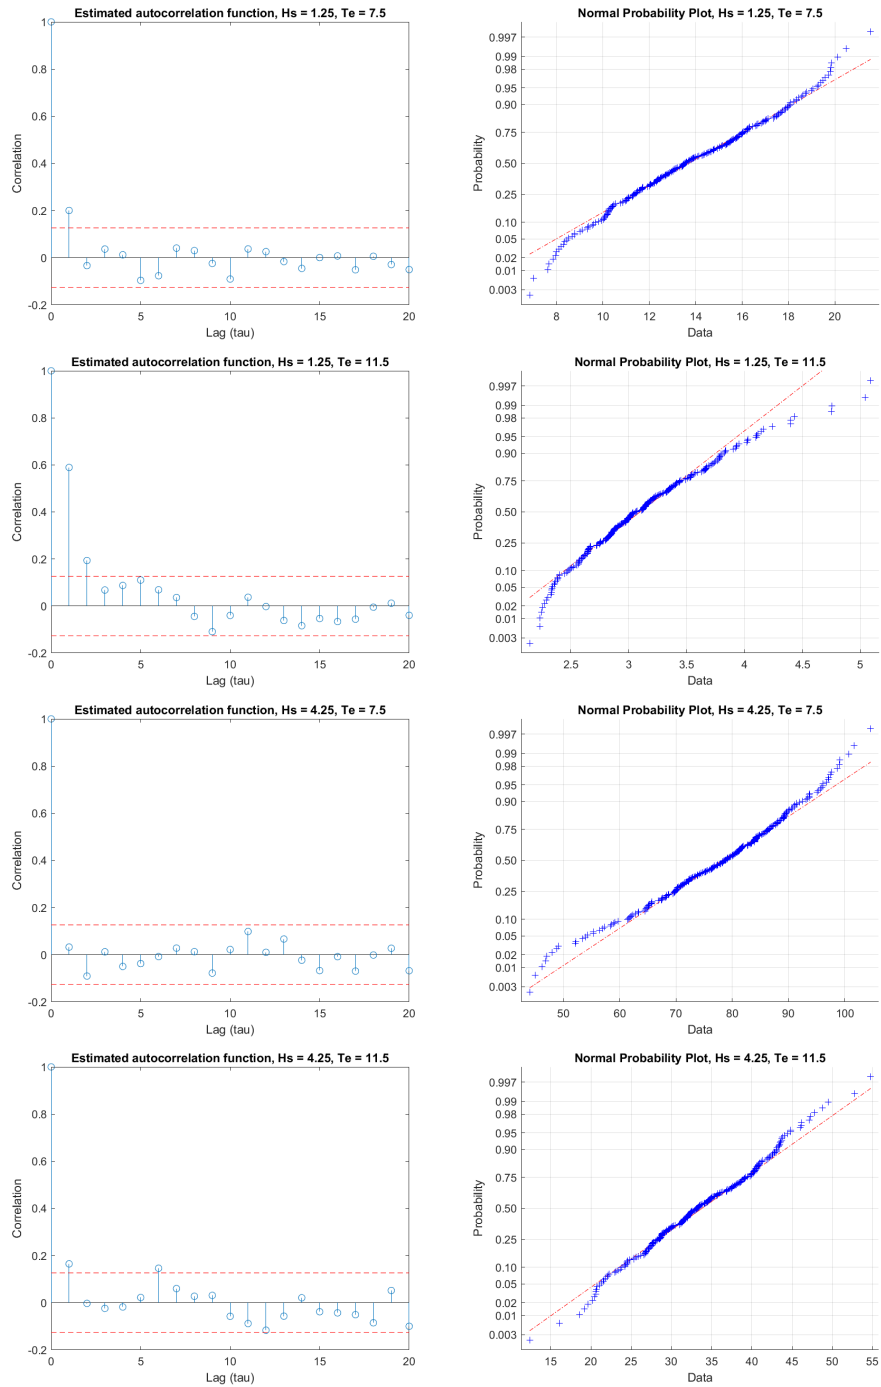 Estimated autocorrelation function, Hs = 1.25, Te = 7.5
1
0.8
0.6
0.4
0.2
0
-0.2
Correlation
0 5 10 15 20
Lag (tau)
Normal Probability Plot, Hs = 1.25, Te = 7.5
0.997
0.99
0.98
0.95
0.90
0.75
0.50
0.25
0.10
0.05
0.02
0.01
0.003
Probability
8 10 12 14 16 18 20
Data
Estimated autocorrelation function, Hs = 1.25, Te = 11.5
1
0.8
0.6
0.4
0.2
0
-0.2
Correlation
0 5 10 15 20
Lag (tau)
Normal Probability Plot, Hs = 1.25, Te = 11.5
0.997
0.99
0.98
0.95
0.90
0.75
0.50
0.25
0.10
0.05
0.02
0.01
0.003
Probability
2.5 3 3.5 4 4.5 5
Data
Estimated autocorrelation function, Hs = 4.25, Te = 7.5
1
0.8
0.6
0.4
0.2
0
-0.2
Correlation
0 5 10 15 20
Lag (tau)
Normal Probability Plot, Hs = 4.25, Te = 7.5
0.997
0.99
0.98
0.95
0.90
0.75
0.50
0.25
0.10
0.05
0.02
0.01
0.003
Probability
50 60 70 80 90 100
Data
Estimated autocorrelation function, Hs = 4.25, Te = 11.5
1
0.8
0.6
0.4
0.2
0
-0.2
Correlation
0 5 10 15 20
Lag (tau)
Normal Probability Plot, Hs = 4.25, Te = 11.5
0.997
0.99
0.98
0.95
0.90
0.75
0.50
0.25
0.10
0.05
0.02
0.01
0.003
Probability
15 20 25 30 35 40 45 50 55
Data